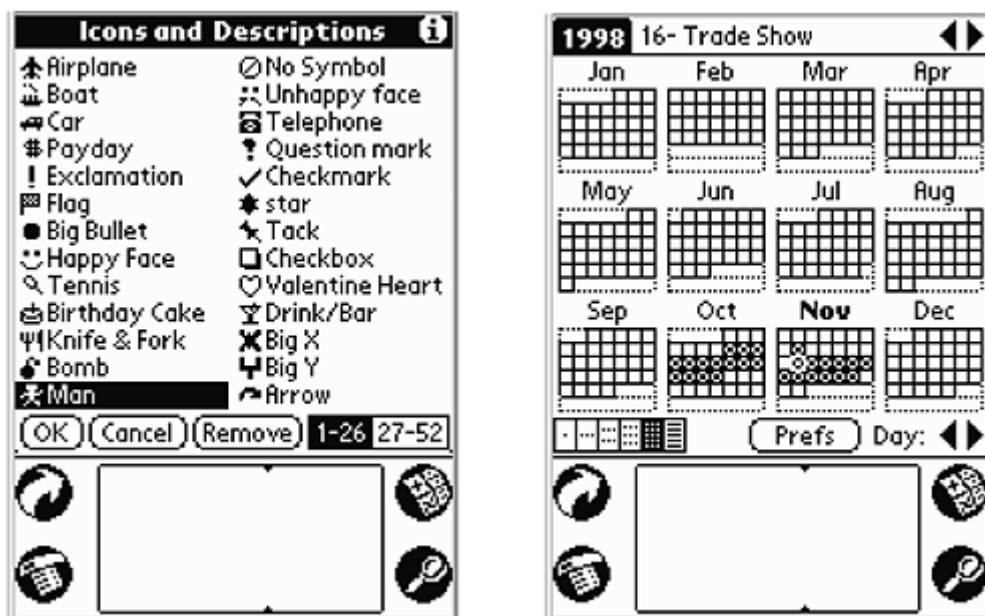 Icons and Descriptions
Airplane
Boat
Car
Payday
Exclamation
Flag
Big Bullet
Happy Face
Tennis
Birthday Cake
Knife & Fork
Bomb
Man
No Symbol
Unhappy face
Telephone
Question mark
Checkmark
star
Tack
Checkbox
Valentine Heart
Drink/Bar
Big X
Big Y
Arrow
OK Cancel Remove 1-26 27-52
1998 16- Trade Show
Jan Feb Mar Apr
May Jun Jul Aug
Sep Oct Nov Dec
Prefs Day: